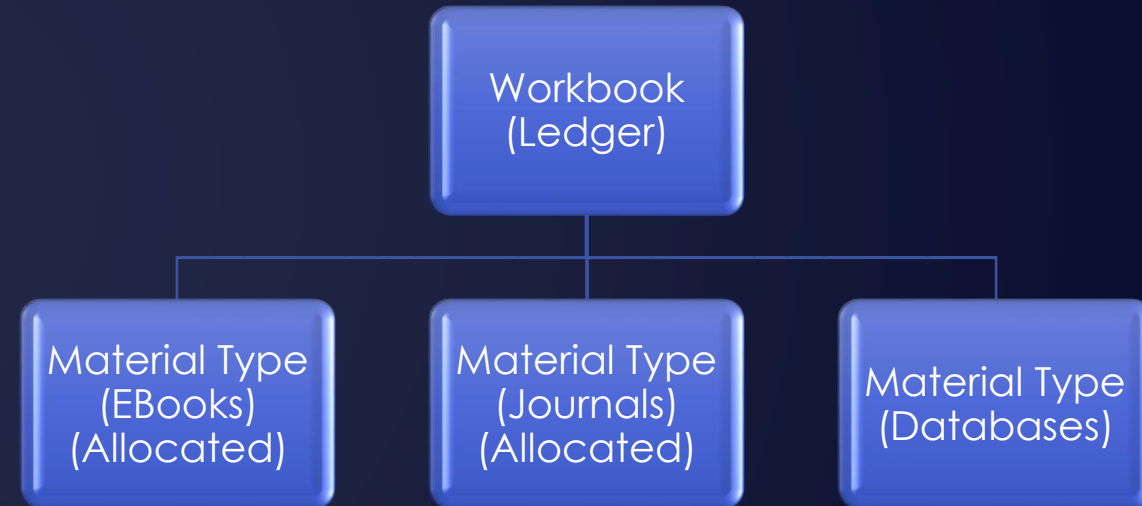 Workbook
(Ledger)
Material Type
(EBooks)
(Allocated)
Material Type
(Journals)
(Allocated)
Material Type
(Databases)